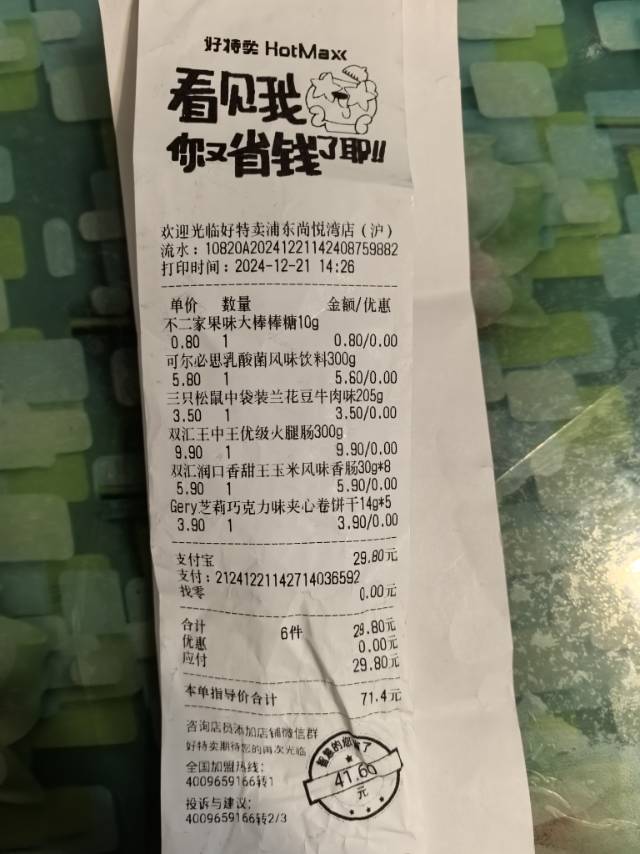 好特卖 HotMaxx
看见我
你又省钱了耶!!
欢迎光临好特卖浦东尚悦湾店（沪）
流水：10820A20241221142408759882
打印时间：2024-12-21 14:26
单价 数量 金额/优惠
不二家果味大棒棒糖10g
0.80 1 0.80/0.00
可尔必思乳酸菌风味饮料300g
5.80 1 5.80/0.00
三只松鼠中袋装兰花豆牛肉味205g
3.50 1 3.50/0.00
双汇王中王优级火腿肠300g
9.90 1 9.90/0.00
双汇润口香甜王玉米风味香肠30g*8
5.90 1 5.90/0.00
Gery芝莉巧克力味夹心卷饼干14g*5
3.90 1 3.90/0.00
支付宝 29.80元
支付：21241221142714036592
找零 0.00元
合计 6件 29.80元
优惠 0.00元
应付 29.80元
本单指导价合计 71.4元
咨询店员添加店铺微信群
好特卖期待您的再次光临
全国加盟热线：
4009659166转1
投诉与建议：
4009659166转2/3
41.60
元